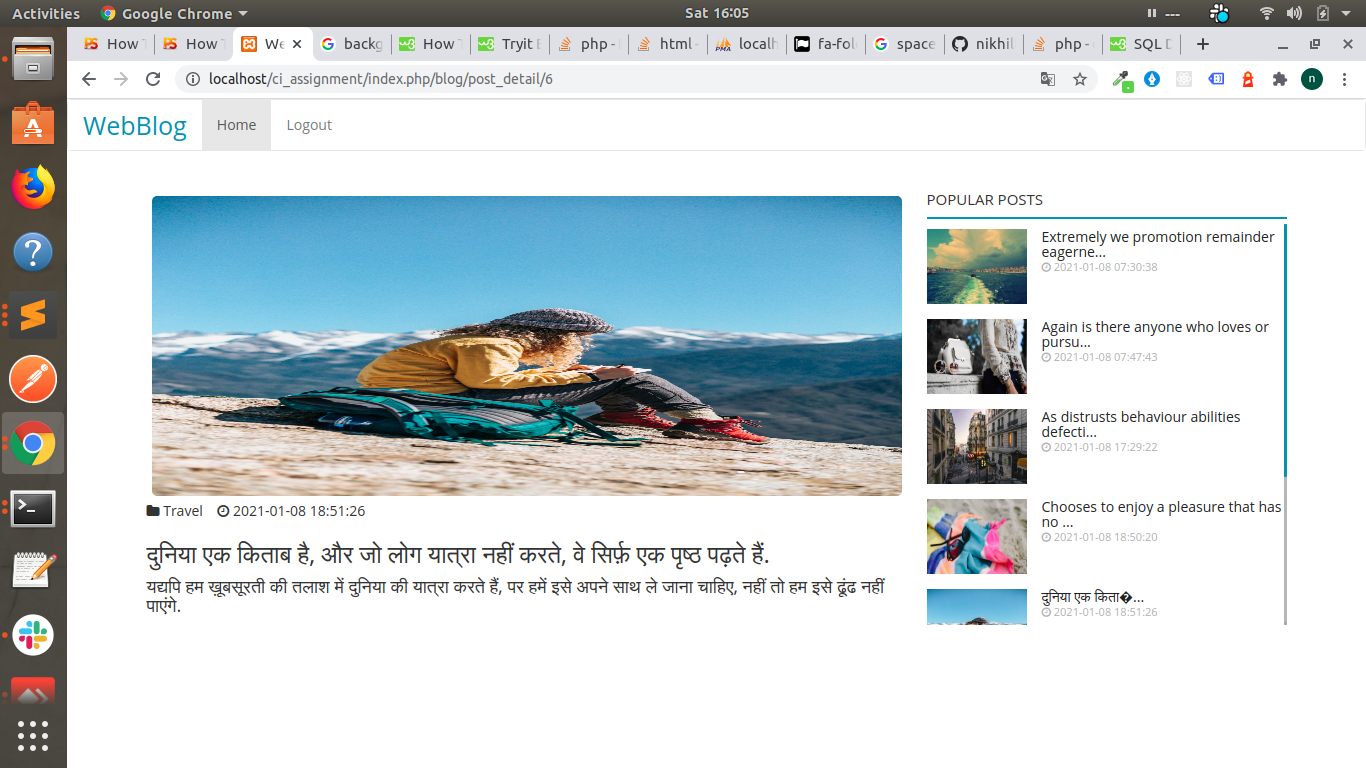 Activities Google Chrome Sat 16:05 ---
How T How T We backg How T Tryit E php - html - localh fa-fol space nikhil php - SQL D
localhost/ci_assignment/index.php/blog/post_detail/6 n
WebBlog Home Logout
POPULAR POSTS
Extremely we promotion remainder
eagerne...
2021-01-08 07:30:38
Again is there anyone who loves or
pursu...
2021-01-08 07:47:43
As distrusts behaviour abilities
defecti...
2021-01-08 17:29:22
Chooses to enjoy a pleasure that has
no ...
2021-01-08 18:50:20
दुनिया एक किता�...
2021-01-08 18:51:26
Travel 2021-01-08 18:51:26
दुनिया एक किताब है, और जो लोग यात्रा नहीं करते, वे सिर्फ़ एक पृष्ठ पढ़ते हैं.
यद्यपि हम ख़ूबसूरती की तलाश में दुनिया की यात्रा करते हैं, पर हमें इसे अपने साथ ले जाना चाहिए, नहीं तो हम इसे ढूंढ नहीं
पाएंगे.